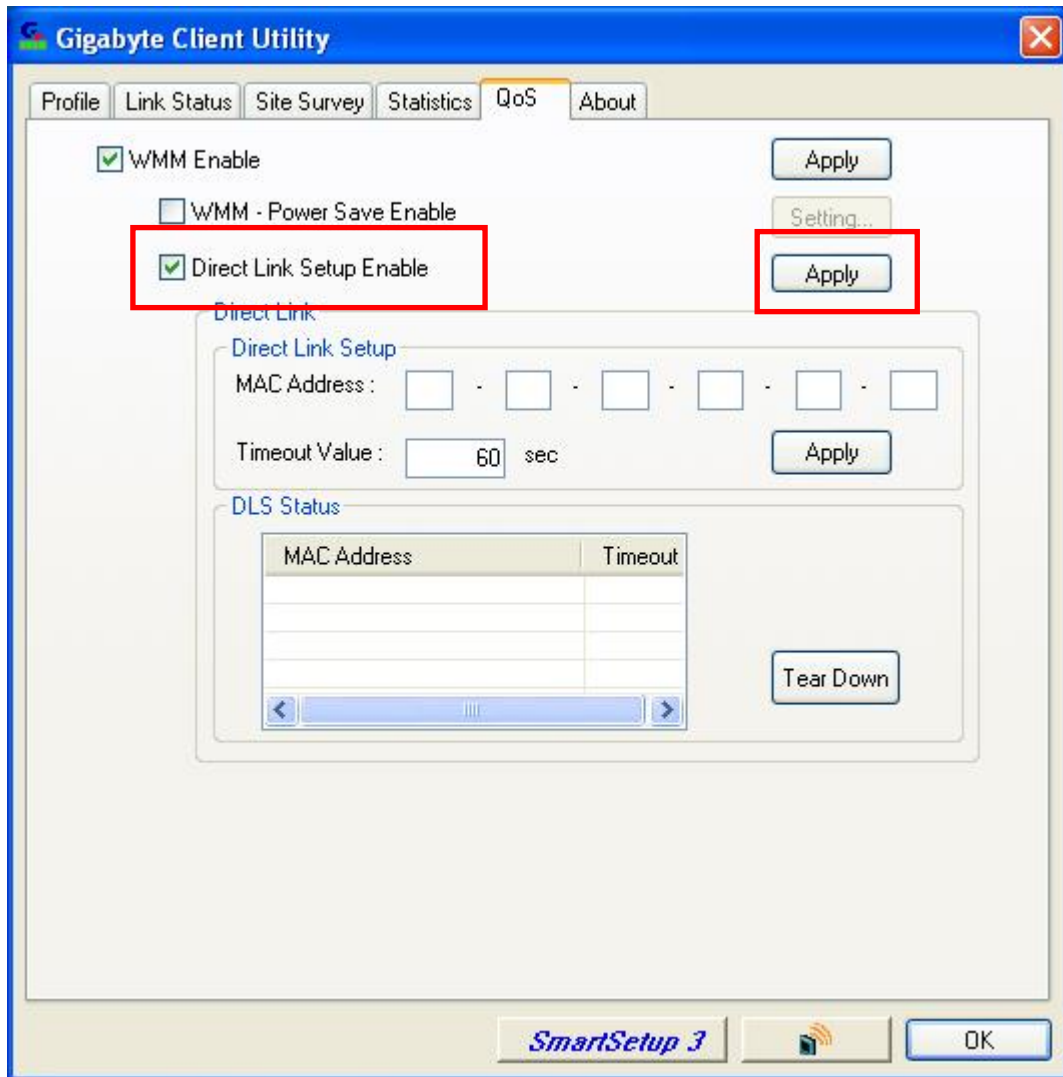 Gigabyte Client Utility
Profile Link Status Site Survey Statistics QoS About
WMM Enable Apply
WMM - Power Save Enable Setting...
Direct Link Setup Enable Apply
Direct Link
Direct Link Setup
MAC Address : - - - - -
Timeout Value : 60 sec Apply
DLS Status
MAC Address Timeout
Tear Down
SmartSetup 3 OK